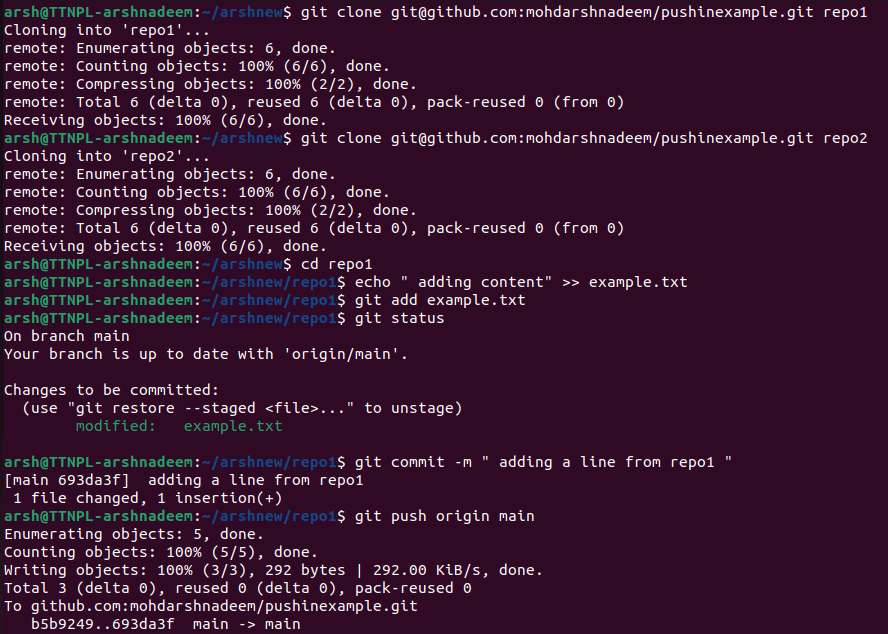 arsh@TTNPL-arshnadeem:~/arshnew$ git clone git@github.com:mohdarshnadeem/pushinexample.git repo1
Cloning into 'repo1'...
remote: Enumerating objects: 6, done.
remote: Counting objects: 100% (6/6), done.
remote: Compressing objects: 100% (2/2), done.
remote: Total 6 (delta 0), reused 6 (delta 0), pack-reused 0 (from 0)
Receiving objects: 100% (6/6), done.
arsh@TTNPL-arshnadeem:~/arshnew$ git clone git@github.com:mohdarshnadeem/pushinexample.git repo2
Cloning into 'repo2'...
remote: Enumerating objects: 6, done.
remote: Counting objects: 100% (6/6), done.
remote: Compressing objects: 100% (2/2), done.
remote: Total 6 (delta 0), reused 6 (delta 0), pack-reused 0 (from 0)
Receiving objects: 100% (6/6), done.
arsh@TTNPL-arshnadeem:~/arshnew$ cd repo1
arsh@TTNPL-arshnadeem:~/arshnew/repo1$ echo " adding content" >> example.txt
arsh@TTNPL-arshnadeem:~/arshnew/repo1$ git add example.txt
arsh@TTNPL-arshnadeem:~/arshnew/repo1$ git status
On branch main
Your branch is up to date with 'origin/main'.
Changes to be committed:
  (use "git restore --staged <file>..." to unstage)
        modified:   example.txt
arsh@TTNPL-arshnadeem:~/arshnew/repo1$ git commit -m " adding a line from repo1 "
[main 693da3f]  adding a line from repo1
 1 file changed, 1 insertion(+)
arsh@TTNPL-arshnadeem:~/arshnew/repo1$ git push origin main
Enumerating objects: 5, done.
Counting objects: 100% (5/5), done.
Writing objects: 100% (3/3), 292 bytes | 292.00 KiB/s, done.
Total 3 (delta 0), reused 0 (delta 0), pack-reused 0
To github.com:mohdarshnadeem/pushinexample.git
   b5b9249..693da3f  main -> main